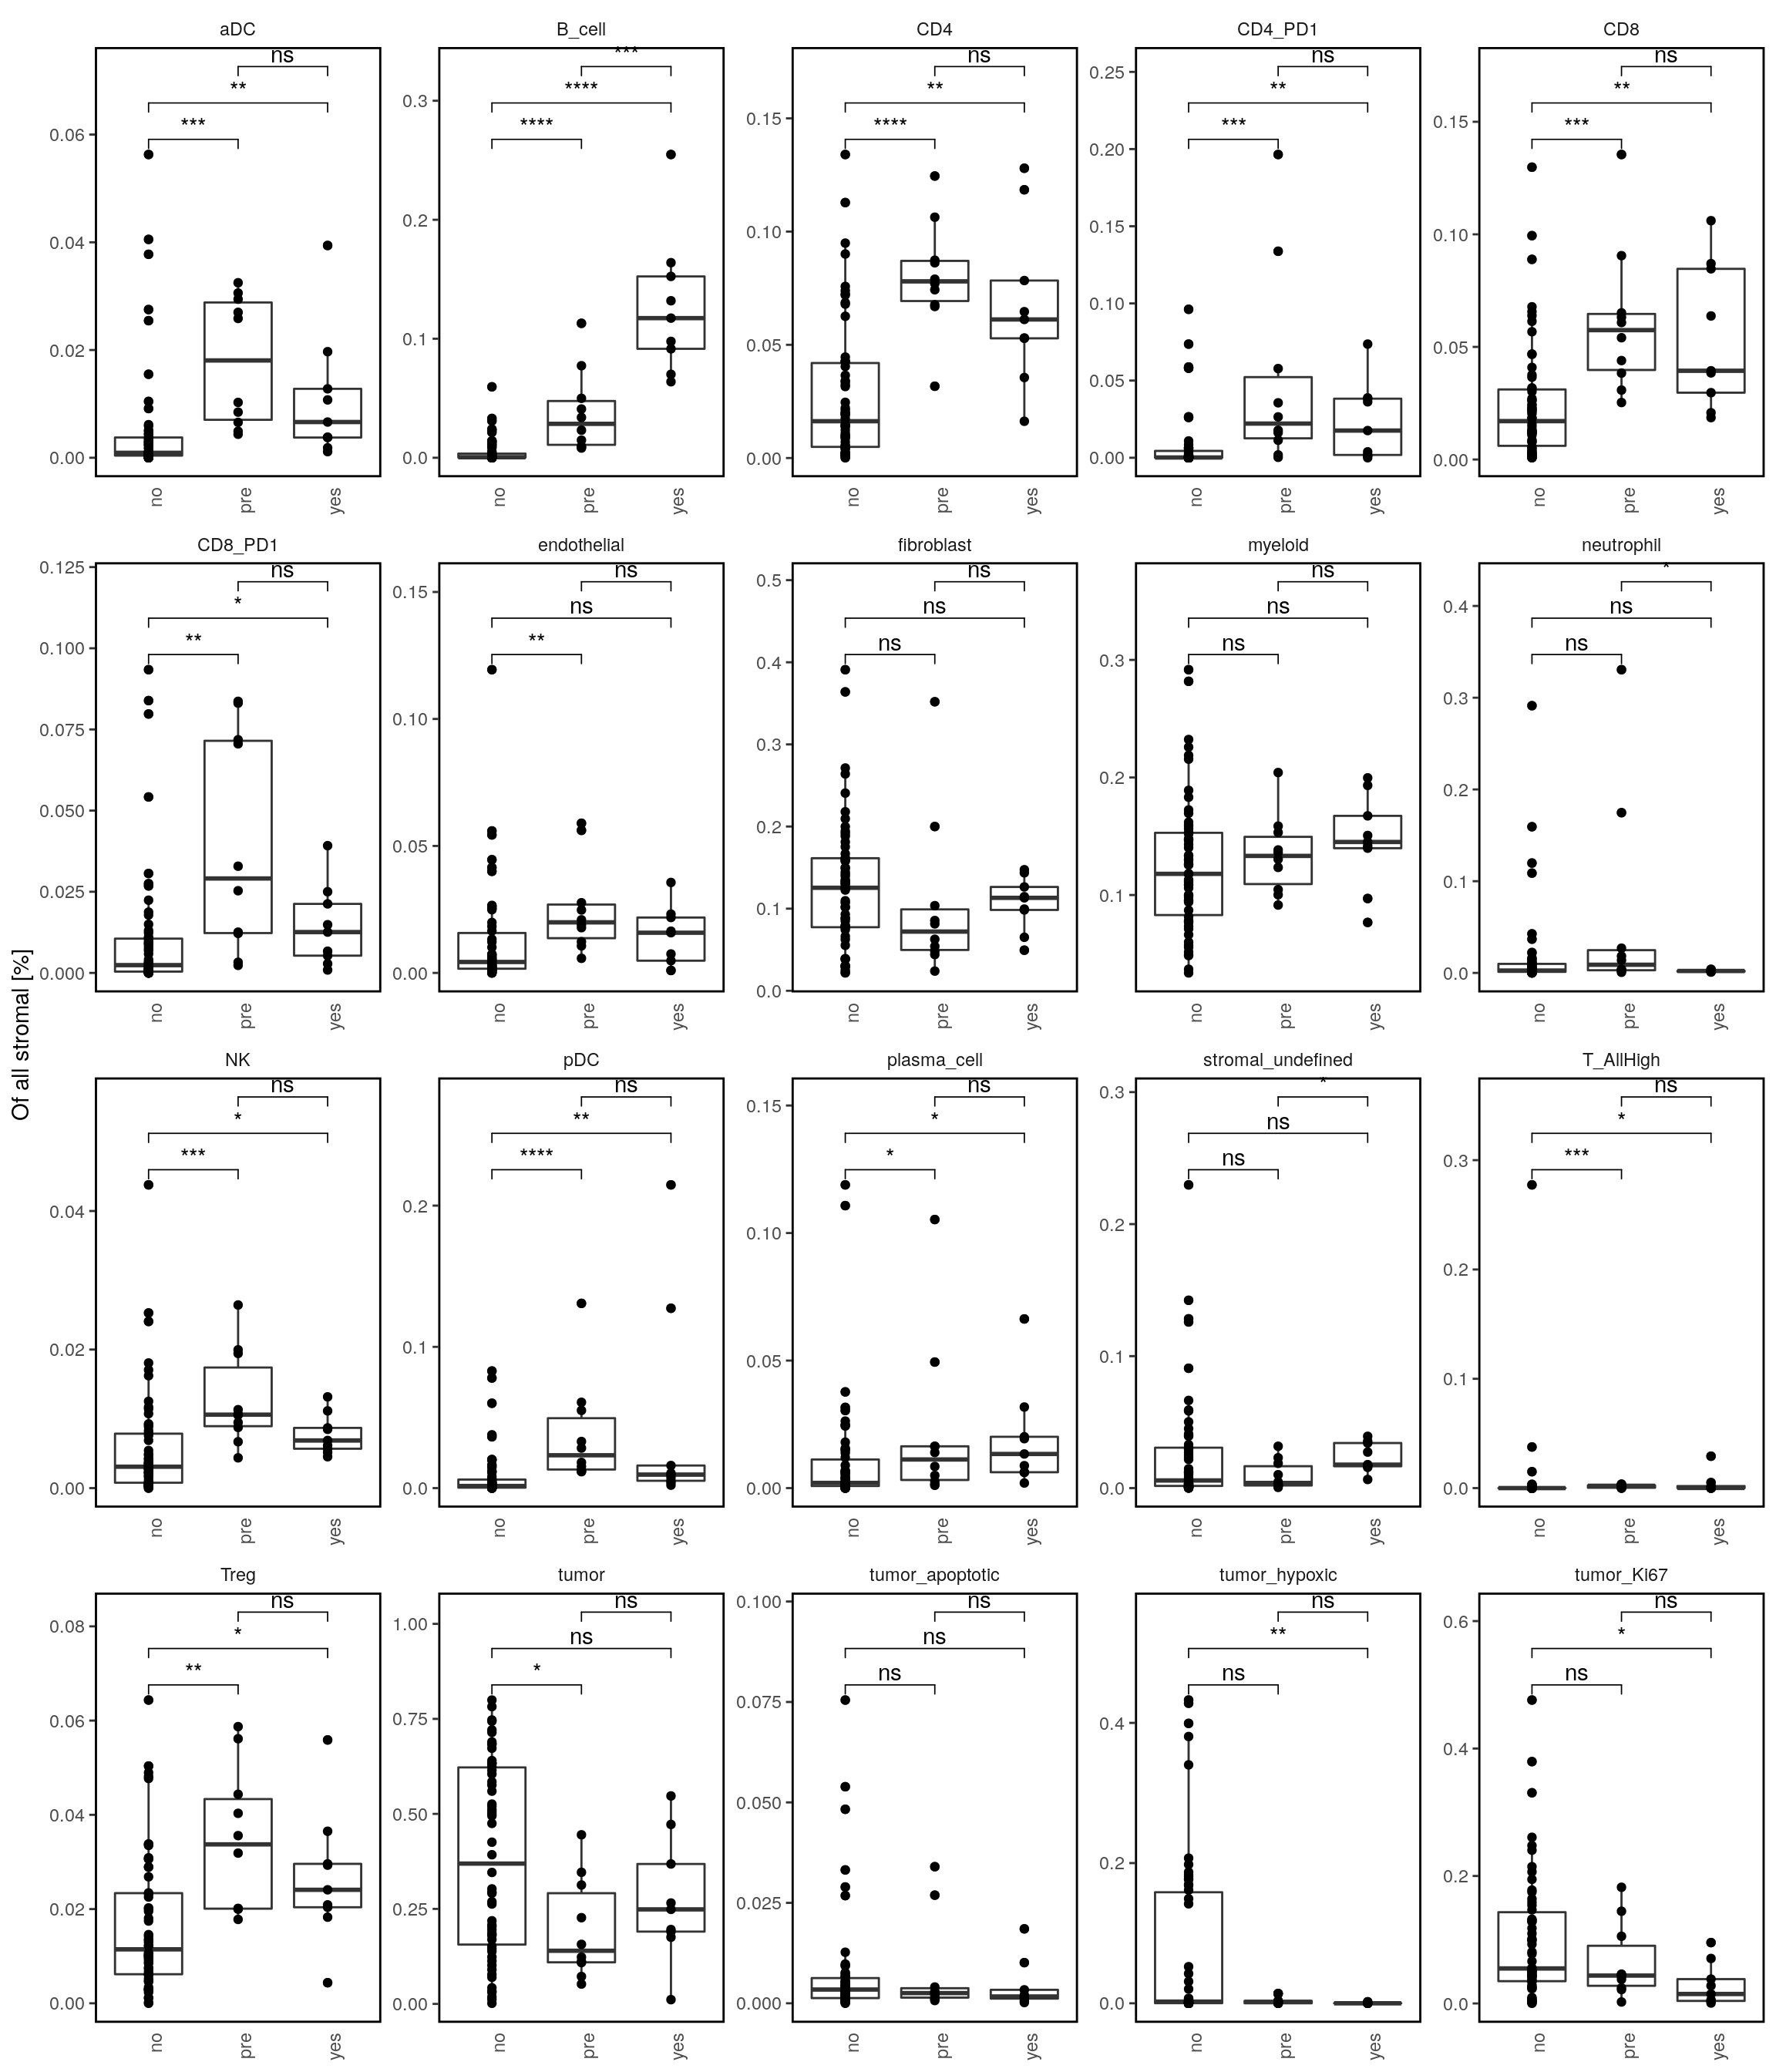 Of all stromal [%]
aDC
ns
**
***
0.06
0.04
0.02
0.00
no pre yes
B_cell
***
****
****
0.3
0.2
0.1
0.0
no pre yes
CD4
ns
**
****
0.15
0.10
0.05
0.00
no pre yes
CD4_PD1
ns
**
***
0.25
0.20
0.15
0.10
0.05
0.00
no pre yes
CD8
ns
**
***
0.15
0.10
0.05
0.00
no pre yes
CD8_PD1
ns
*
**
0.125
0.100
0.075
0.050
0.025
0.000
no pre yes
endothelial
ns
ns
**
0.15
0.10
0.05
0.00
no pre yes
fibroblast
ns
ns
ns
0.5
0.4
0.3
0.2
0.1
0.0
no pre yes
myeloid
ns
ns
ns
0.3
0.2
0.1
no pre yes
neutrophil
*
ns
ns
0.4
0.3
0.2
0.1
0.0
no pre yes
NK
ns
*
***
0.04
0.02
0.00
no pre yes
pDC
ns
**
****
0.2
0.1
0.0
no pre yes
plasma_cell
ns
*
*
0.15
0.10
0.05
0.00
no pre yes
stromal_undefined
*
ns
ns
0.3
0.2
0.1
0.0
no pre yes
T_AllHigh
ns
*
***
0.3
0.2
0.1
0.0
no pre yes
Treg
ns
*
**
0.08
0.06
0.04
0.02
0.00
no pre yes
tumor
ns
ns
*
1.00
0.75
0.50
0.25
0.00
no pre yes
tumor_apoptotic
ns
ns
ns
0.100
0.075
0.050
0.025
0.000
no pre yes
tumor_hypoxic
ns
**
ns
0.4
0.2
0.0
no pre yes
tumor_Ki67
ns
*
ns
0.6
0.4
0.2
0.0
no pre yes